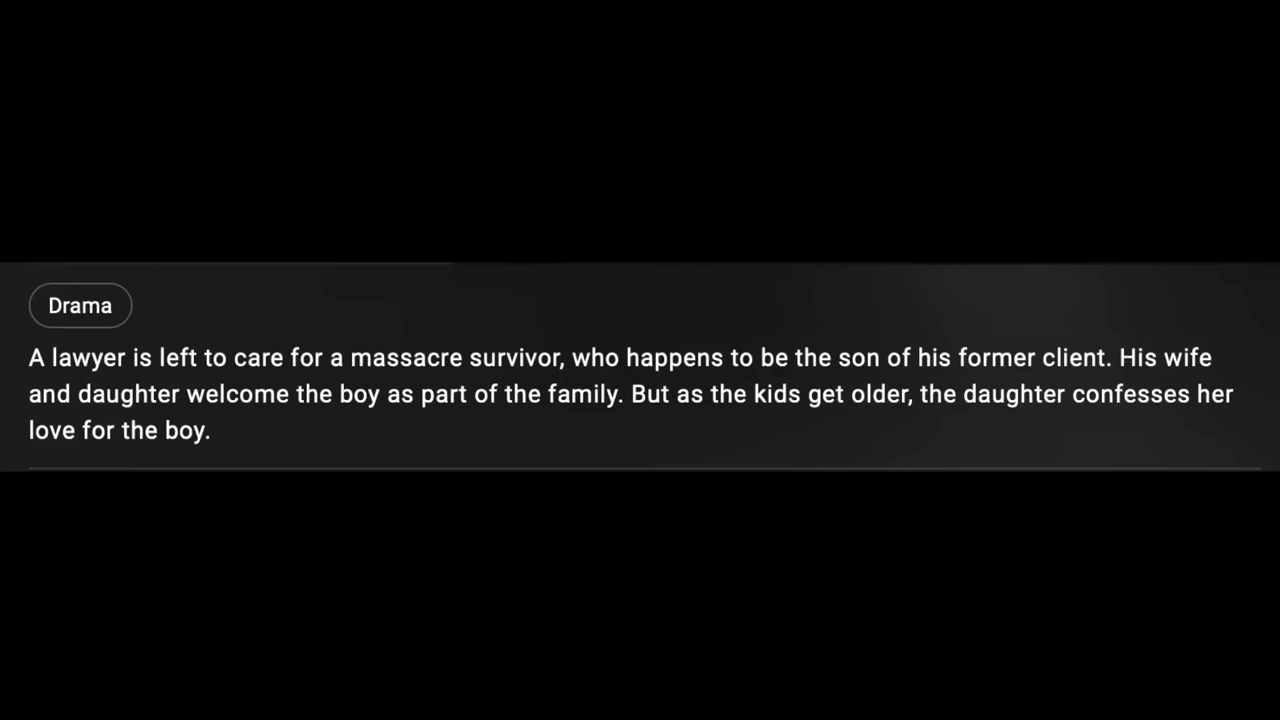 Drama
A lawyer is left to care for a massacre survivor, who happens to be the son of his former client. His wife
and daughter welcome the boy as part of the family. But as the kids get older, the daughter confesses her
love for the boy.